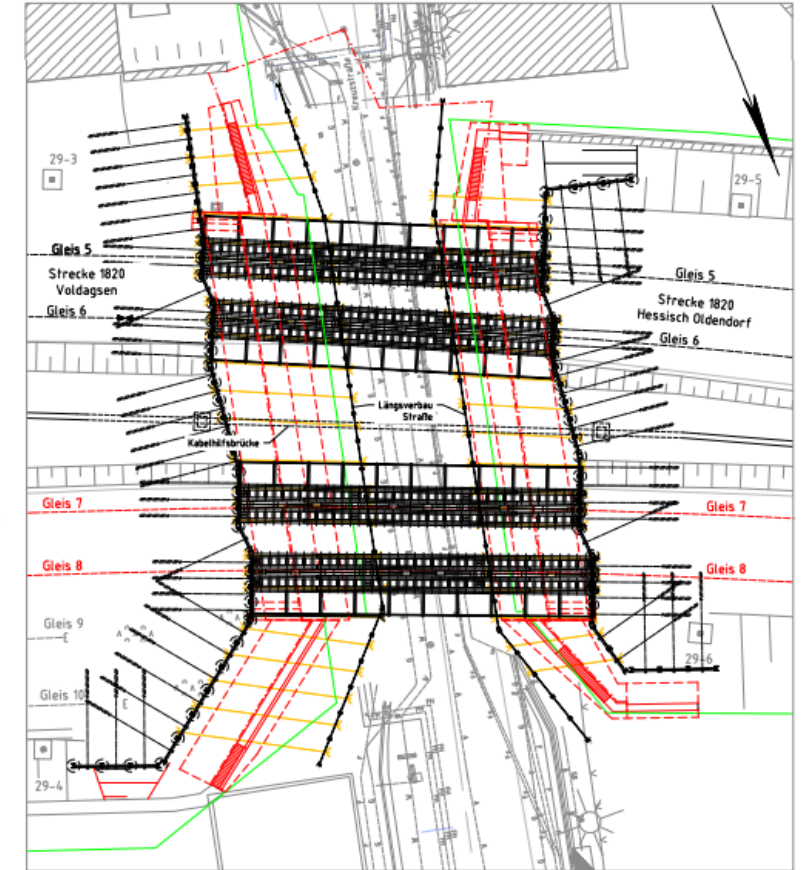 Kreuzstraße
29-3
29-5
Gleis 5
Strecke 1820
Voldagsen
Gleis 6
Gleis 5
Strecke 1820
Hessisch Oldendorf
Gleis 6
Längsverbau
Straße
Kabelhilfsbrücke
Gleis 7
Gleis 7
Gleis 8
Gleis 8
Gleis 9
E
29-6
Gleis 10
E
29-4